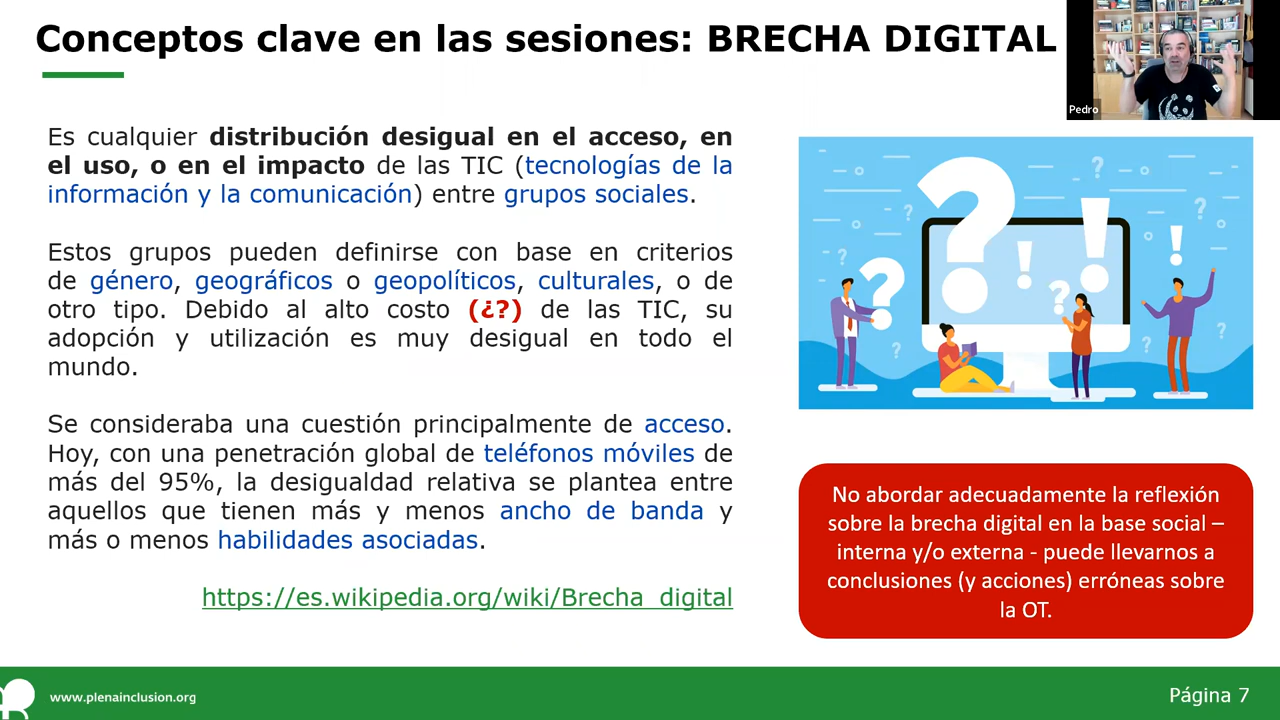 Conceptos clave en las sesiones: BRECHA DIGITAL
Pedro
Es cualquier distribución desigual en el acceso, en
el uso, o en el impacto de las TIC (tecnologías de la
información y la comunicación) entre grupos sociales.
Estos grupos pueden definirse con base en criterios
de género, geográficos o geopolíticos, culturales, o de
otro tipo. Debido al alto costo (¿?) de las TIC, su
adopción y utilización es muy desigual en todo el
mundo.
Se consideraba una cuestión principalmente de acceso.
Hoy, con una penetración global de teléfonos móviles de
más del 95%, la desigualdad relativa se plantea entre
aquellos que tienen más y menos ancho de banda y
más o menos habilidades asociadas.
https://es.wikipedia.org/wiki/Brecha_digital
No abordar adecuadamente la reflexión
sobre la brecha digital en la base social –
interna y/o externa - puede llevarnos a
conclusiones (y acciones) erróneas sobre
la OT.
www.plenainclusion.org
Página 7